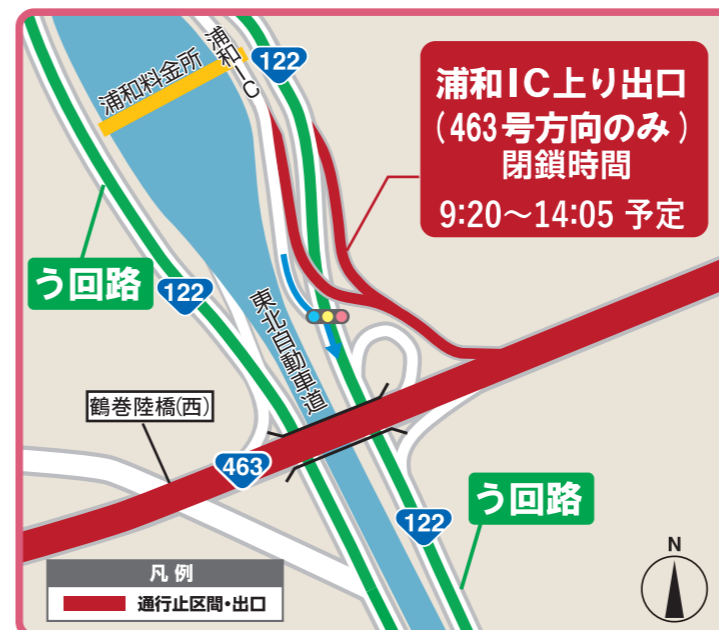 浦和料金所
浦和IC
122
浦和IC上り出口
(463号方向のみ)
閉鎖時間
9:20〜14:05 予定
う回路
122
東北自動車道
鶴巻陸橋(西)
463
122
う回路
N
凡例
通行止区間・出口